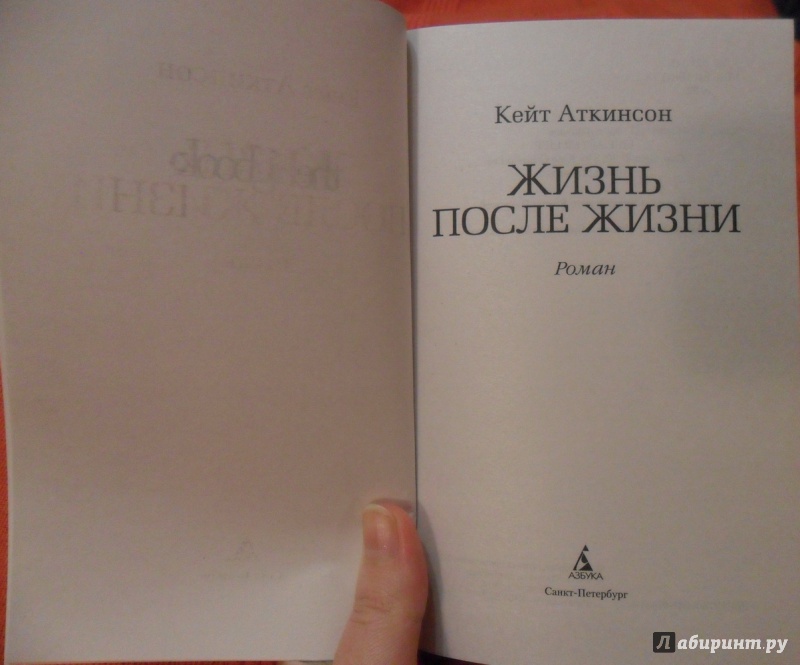 Кейт Аткинсон
ЖИЗНЬ
ПОСЛЕ ЖИЗНИ
Роман
АЗБУКА
Санкт-Петербург
Лабиринт.ру